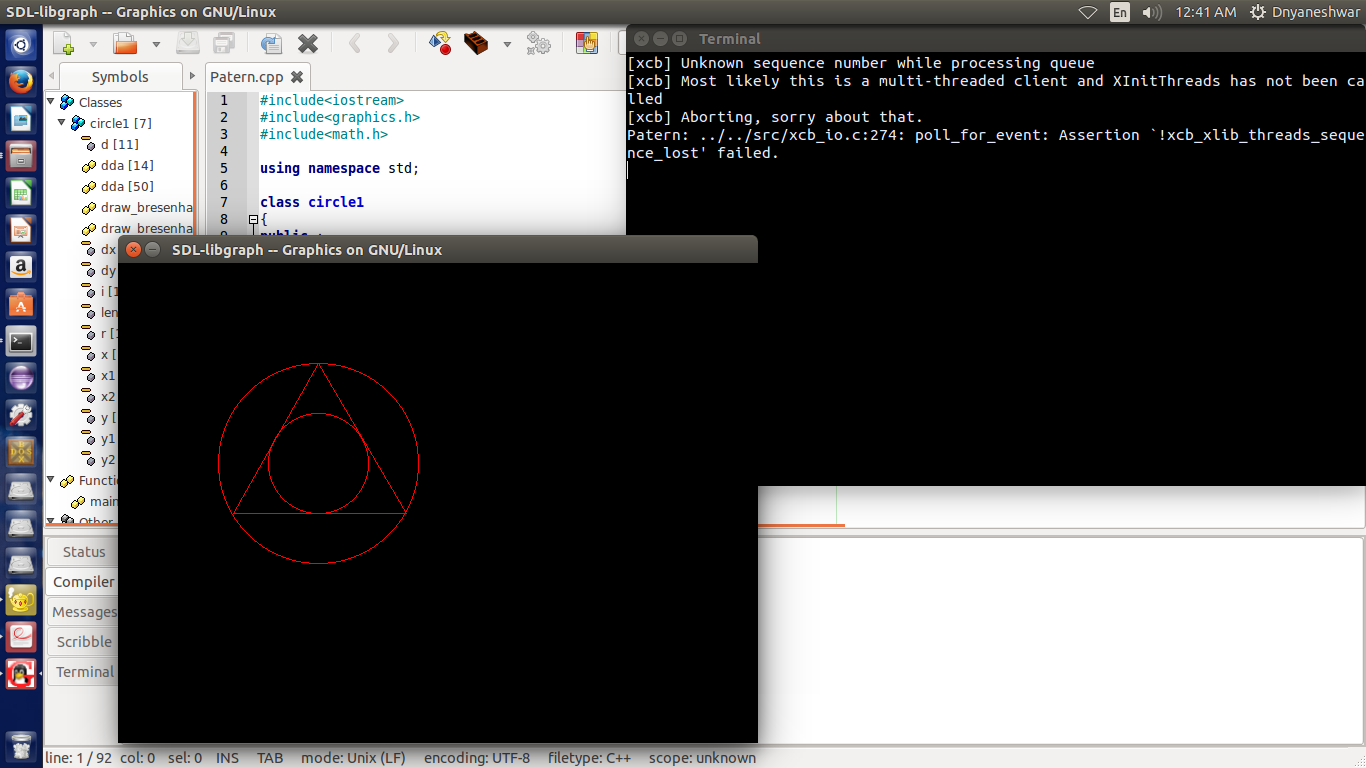 SDL-libgraph -- Graphics on GNU/Linux
En
12:41 AM
Dnyaneshwar
Symbols
Patern.cpp
Classes
circle1 [7]
d [11]
dda [14]
dda [50]
draw_bresenha
draw_bresenha
dx
dy
i [1
len
r [1
x [
x1
x2
y [
y1
y2
Functi
main
Other
1 #include<iostream>
2 #include<graphics.h>
3 #include<math.h>
4
5 using namespace std;
6
7 class circle1
8 {
9 public :
Terminal
[xcb] Unknown sequence number while processing queue
[xcb] Most likely this is a multi-threaded client and XInitThreads has not been ca
lled
[xcb] Aborting, sorry about that.
Patern: ../../src/xcb_io.c:274: poll_for_event: Assertion `!xcb_xlib_threads_seque
nce_lost' failed.
SDL-libgraph -- Graphics on GNU/Linux
Status
Compiler
Messages
Scribble
Terminal
line: 1 / 92 col: 0 sel: 0 INS TAB mode: Unix (LF) encoding: UTF-8 filetype: C++ scope: unknown